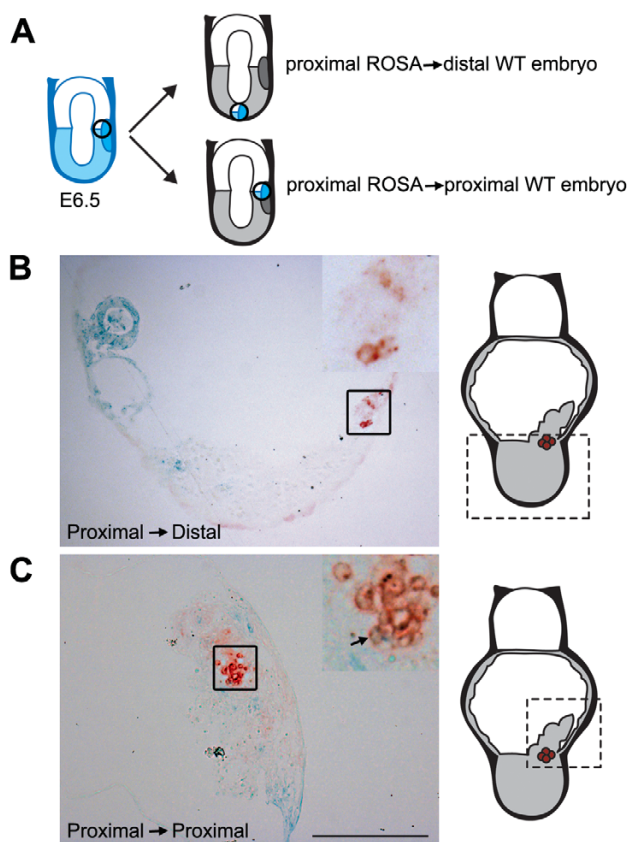 A
proximal ROSA→distal WT embryo
E6.5
proximal ROSA→proximal WT embryo
B
Proximal → Distal
C
Proximal → Proximal